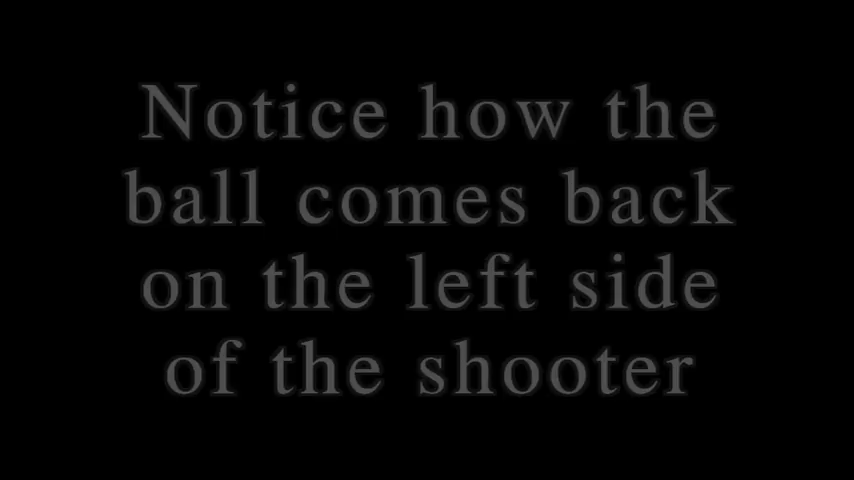 Notice how the
ball comes back
on the left side
of the shooter